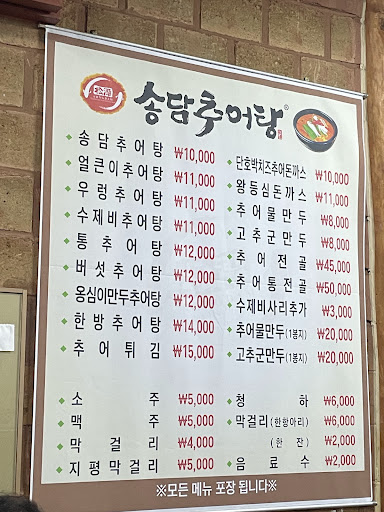 송담추어탕
송담추어탕 ₩10,000
얼큰이추어탕 ₩11,000
우렁추어탕 ₩11,000
수제비추어탕 ₩11,000
통추어탕 ₩12,000
버섯추어탕 ₩12,000
옹심이만두추어탕 ₩12,000
한방추어탕 ₩14,000
추어튀김 ₩15,000
단호박치즈추어돈까스 ₩10,000
왕등심돈까스 ₩11,000
추어물만두 ₩8,000
고추군만두 ₩8,000
추어전골 ₩45,000
추어통전골 ₩50,000
수제비사리추가 ₩3,000
추어물만두(1봉지) ₩20,000
고추군만두(1봉지) ₩20,000
소주 ₩5,000
맥주 ₩5,000
막걸리 ₩4,000
지평막걸리 ₩5,000
청하 ₩6,000
막걸리(한항아리) ₩6,000
(한잔) ₩2,000
음료수 ₩2,000
※모든 메뉴 포장 됩니다※